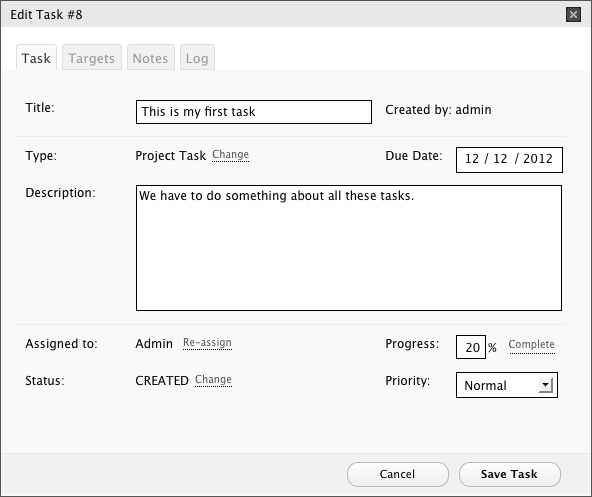 Edit Task #8
Task Targets Notes Log
Title: This is my first task Created by: admin
Type: Project Task Change Due Date: 12 / 12 / 2012
Description: We have to do something about all these tasks.
Assigned to: Admin Re-assign Progress: 20 % Complete
Status: CREATED Change Priority: Normal
Cancel Save Task